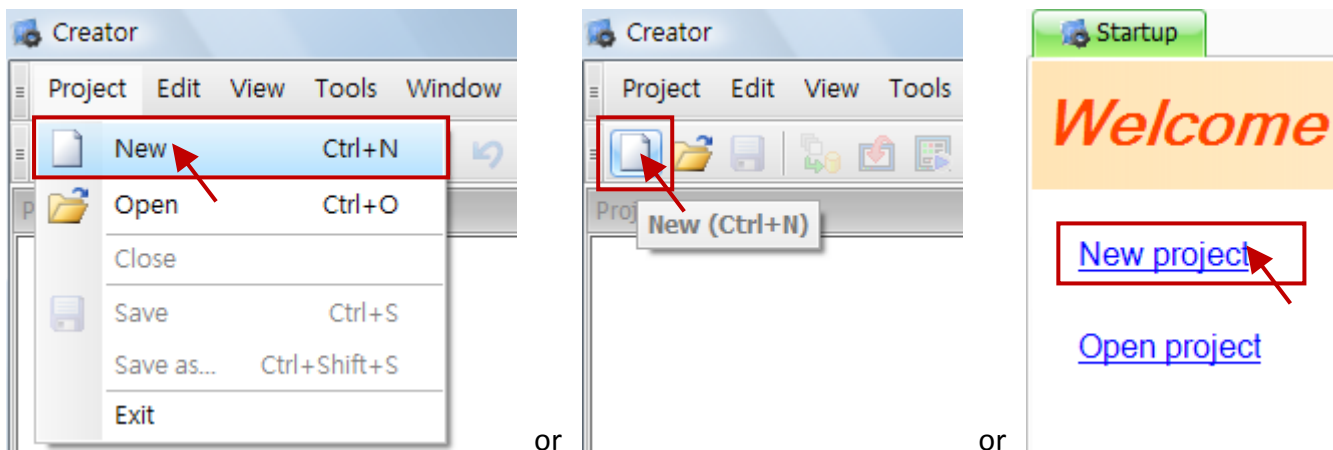 Creator
Project Edit View Tools Window
New Ctrl+N
Open Ctrl+O
Close
Save Ctrl+S
Save as... Ctrl+Shift+S
Exit
or
Creator
Project Edit View Tools
Proj
New (Ctrl+N)
or
Startup
Welcome
New project
Open project